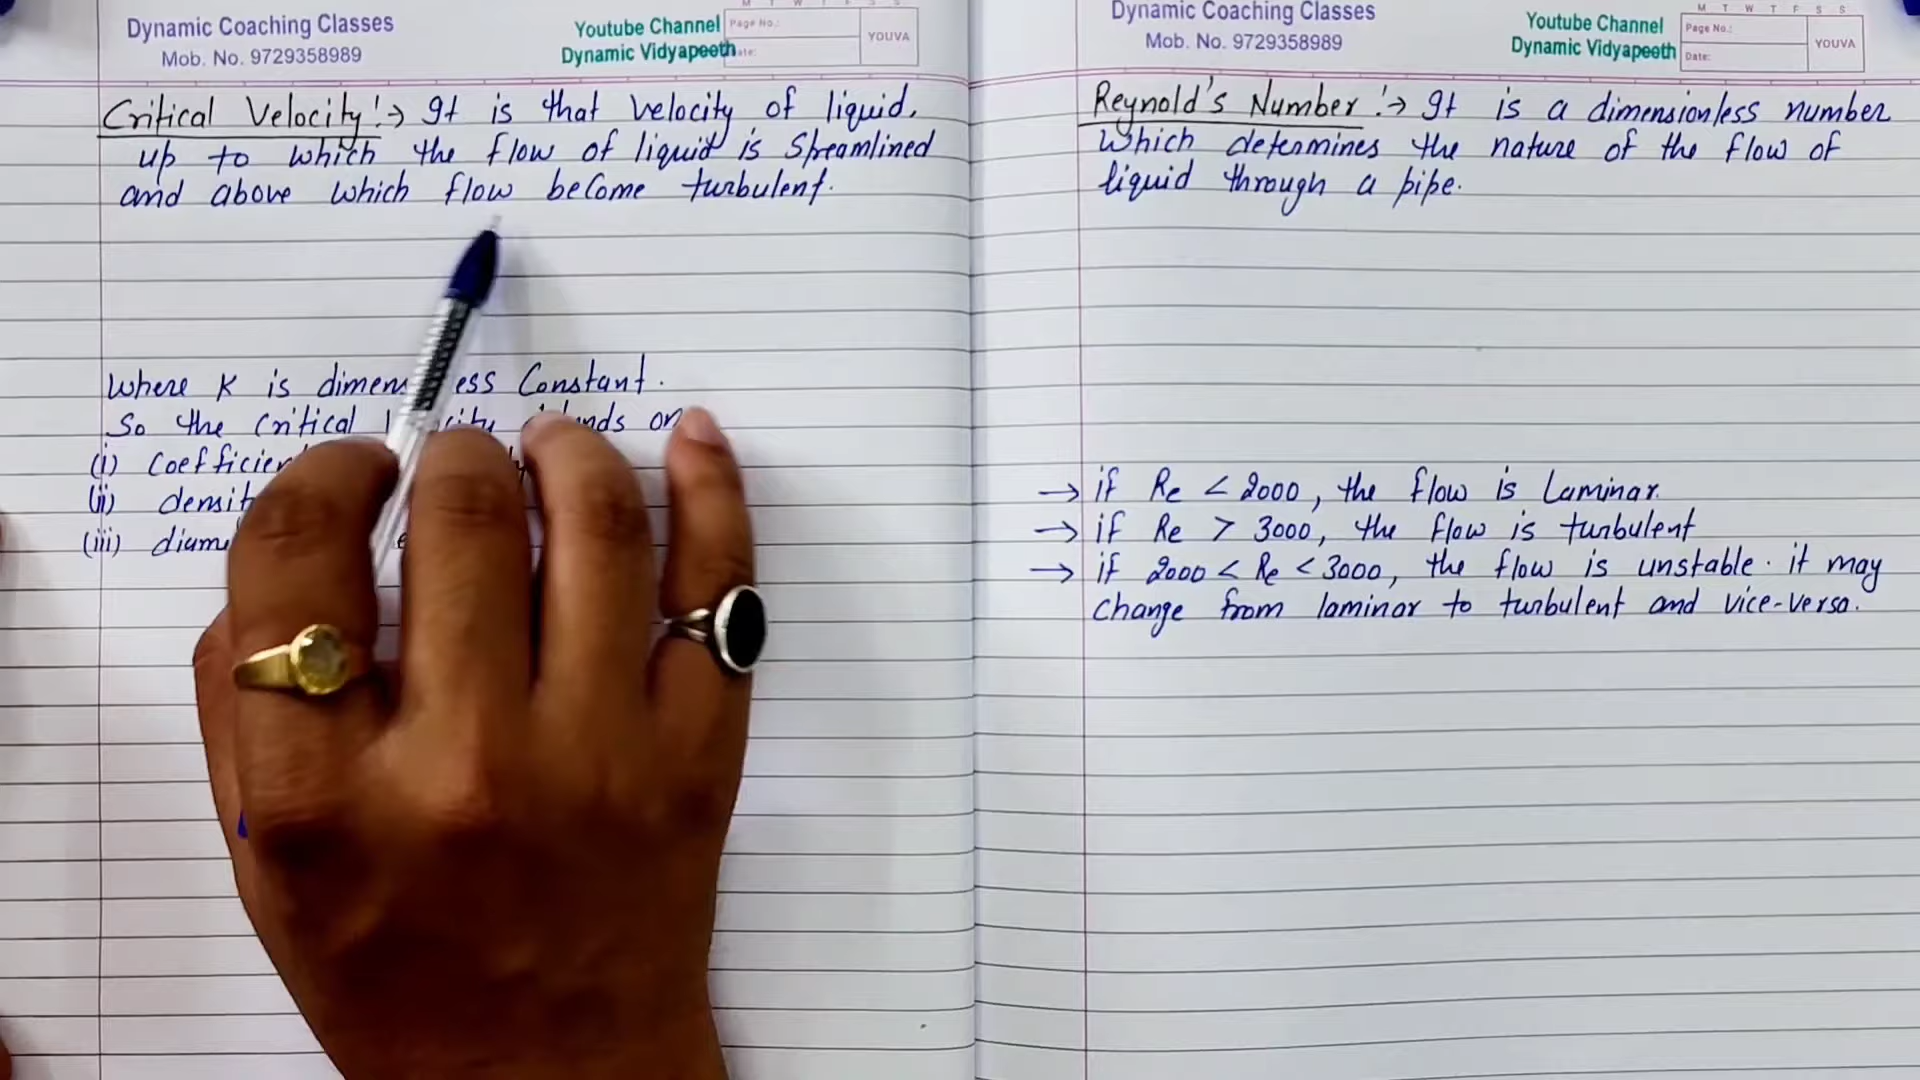 Dynamic Coaching Classes
Mob. No. 9729358989
Youtube Channel
Dynamic Vidyapeeth
Page No.:
YOUVA
Critical Velocity :→ It is that velocity of liquid,
up to which the flow of liquid is Streamlined
and above which flow become turbulent.
Where K is Constant.
So the Critical on
(i)
(ii)
(iii)
Dynamic Coaching Classes
Mob. No. 9729358989
Youtube Channel
Dynamic Vidyapeeth
M T W T F S S
Page No.:
Date:
YOUVA
Reynold's Number :→ It is a dimensionless number
Which determines the nature of the flow of
liquid through a pipe.
→ if Re < 2000, the flow is Laminar.
→ if Re > 3000, the flow is turbulent
→ if 2000 < Re < 3000, the flow is unstable. it may
change from laminar to turbulent and vice-versa.